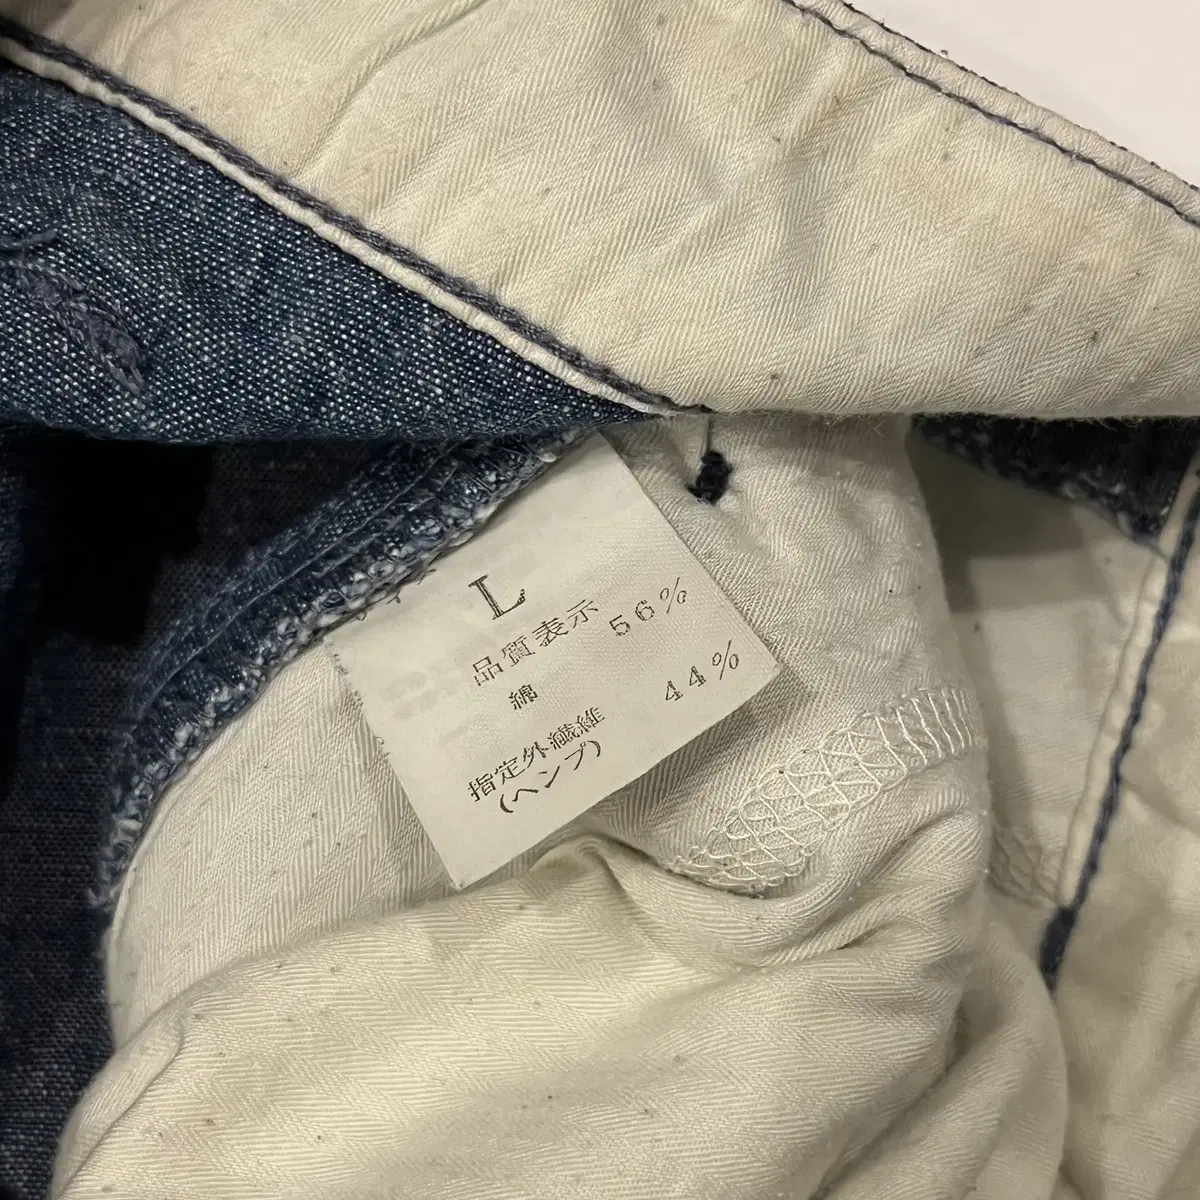 L
品質表示
綿 56%
指定外繊維 44%
(ヘンプ)